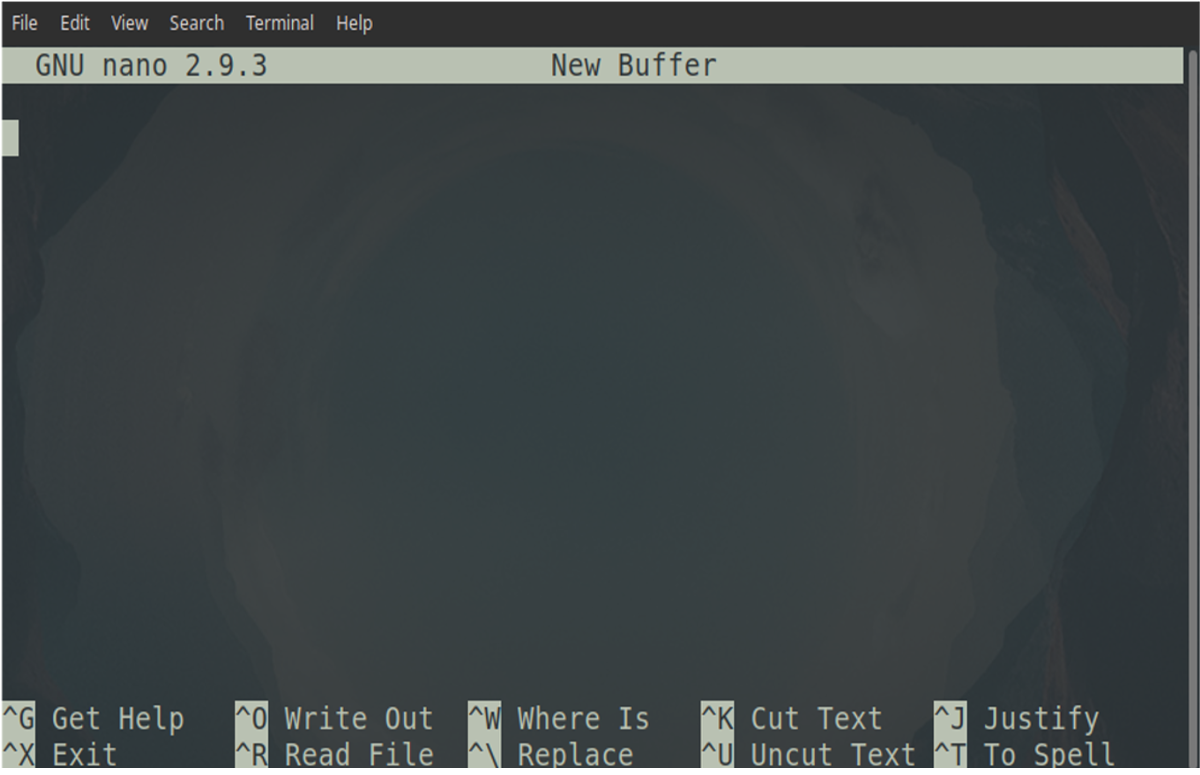 File Edit View Search Terminal Help
GNU nano 2.9.3 New Buffer
^G Get Help ^O Write Out ^W Where Is ^K Cut Text ^J Justify
^X Exit ^R Read File ^\ Replace ^U Uncut Text ^T To Spell